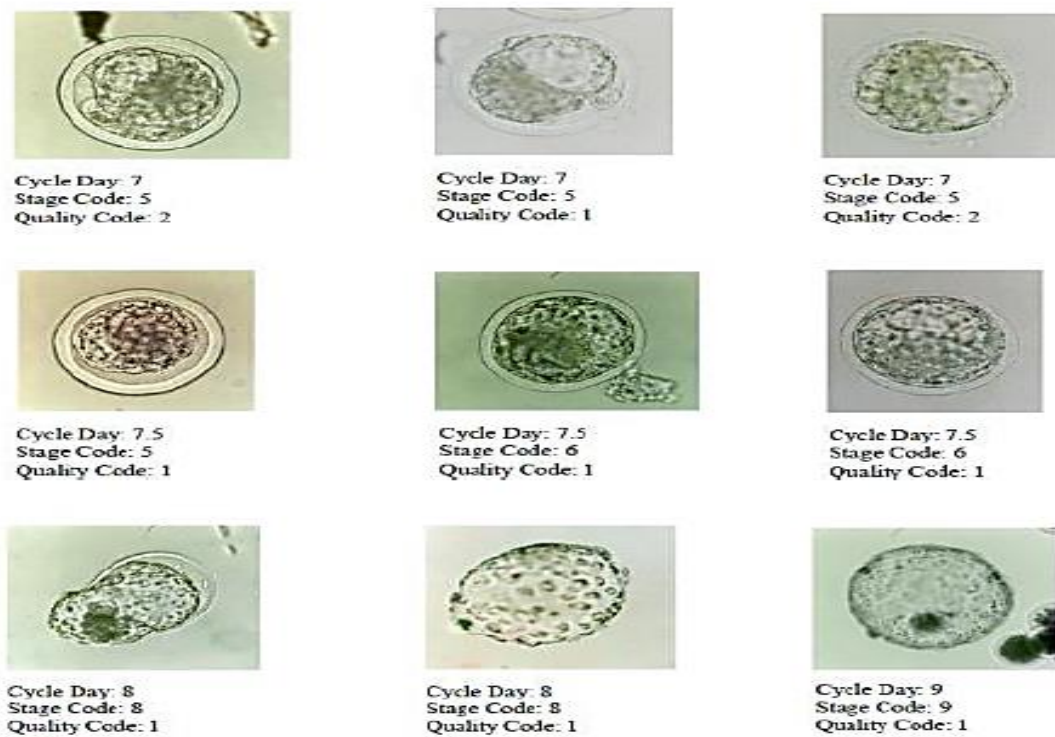 Cycle Day: 7
Stage Code: 5
Quality Code: 2
Cycle Day: 7
Stage Code: 5
Quality Code: 1
Cycle Day: 7
Stage Code: 5
Quality Code: 2
Cycle Day: 7.5
Stage Code: 5
Quality Code: 1
Cycle Day: 7.5
Stage Code: 6
Quality Code: 1
Cycle Day: 7.5
Stage Code: 6
Quality Code: 1
Cycle Day: 8
Stage Code: 8
Quality Code: 1
Cycle Day: 8
Stage Code: 8
Quality Code: 1
Cycle Day: 9
Stage Code: 9
Quality Code: 1